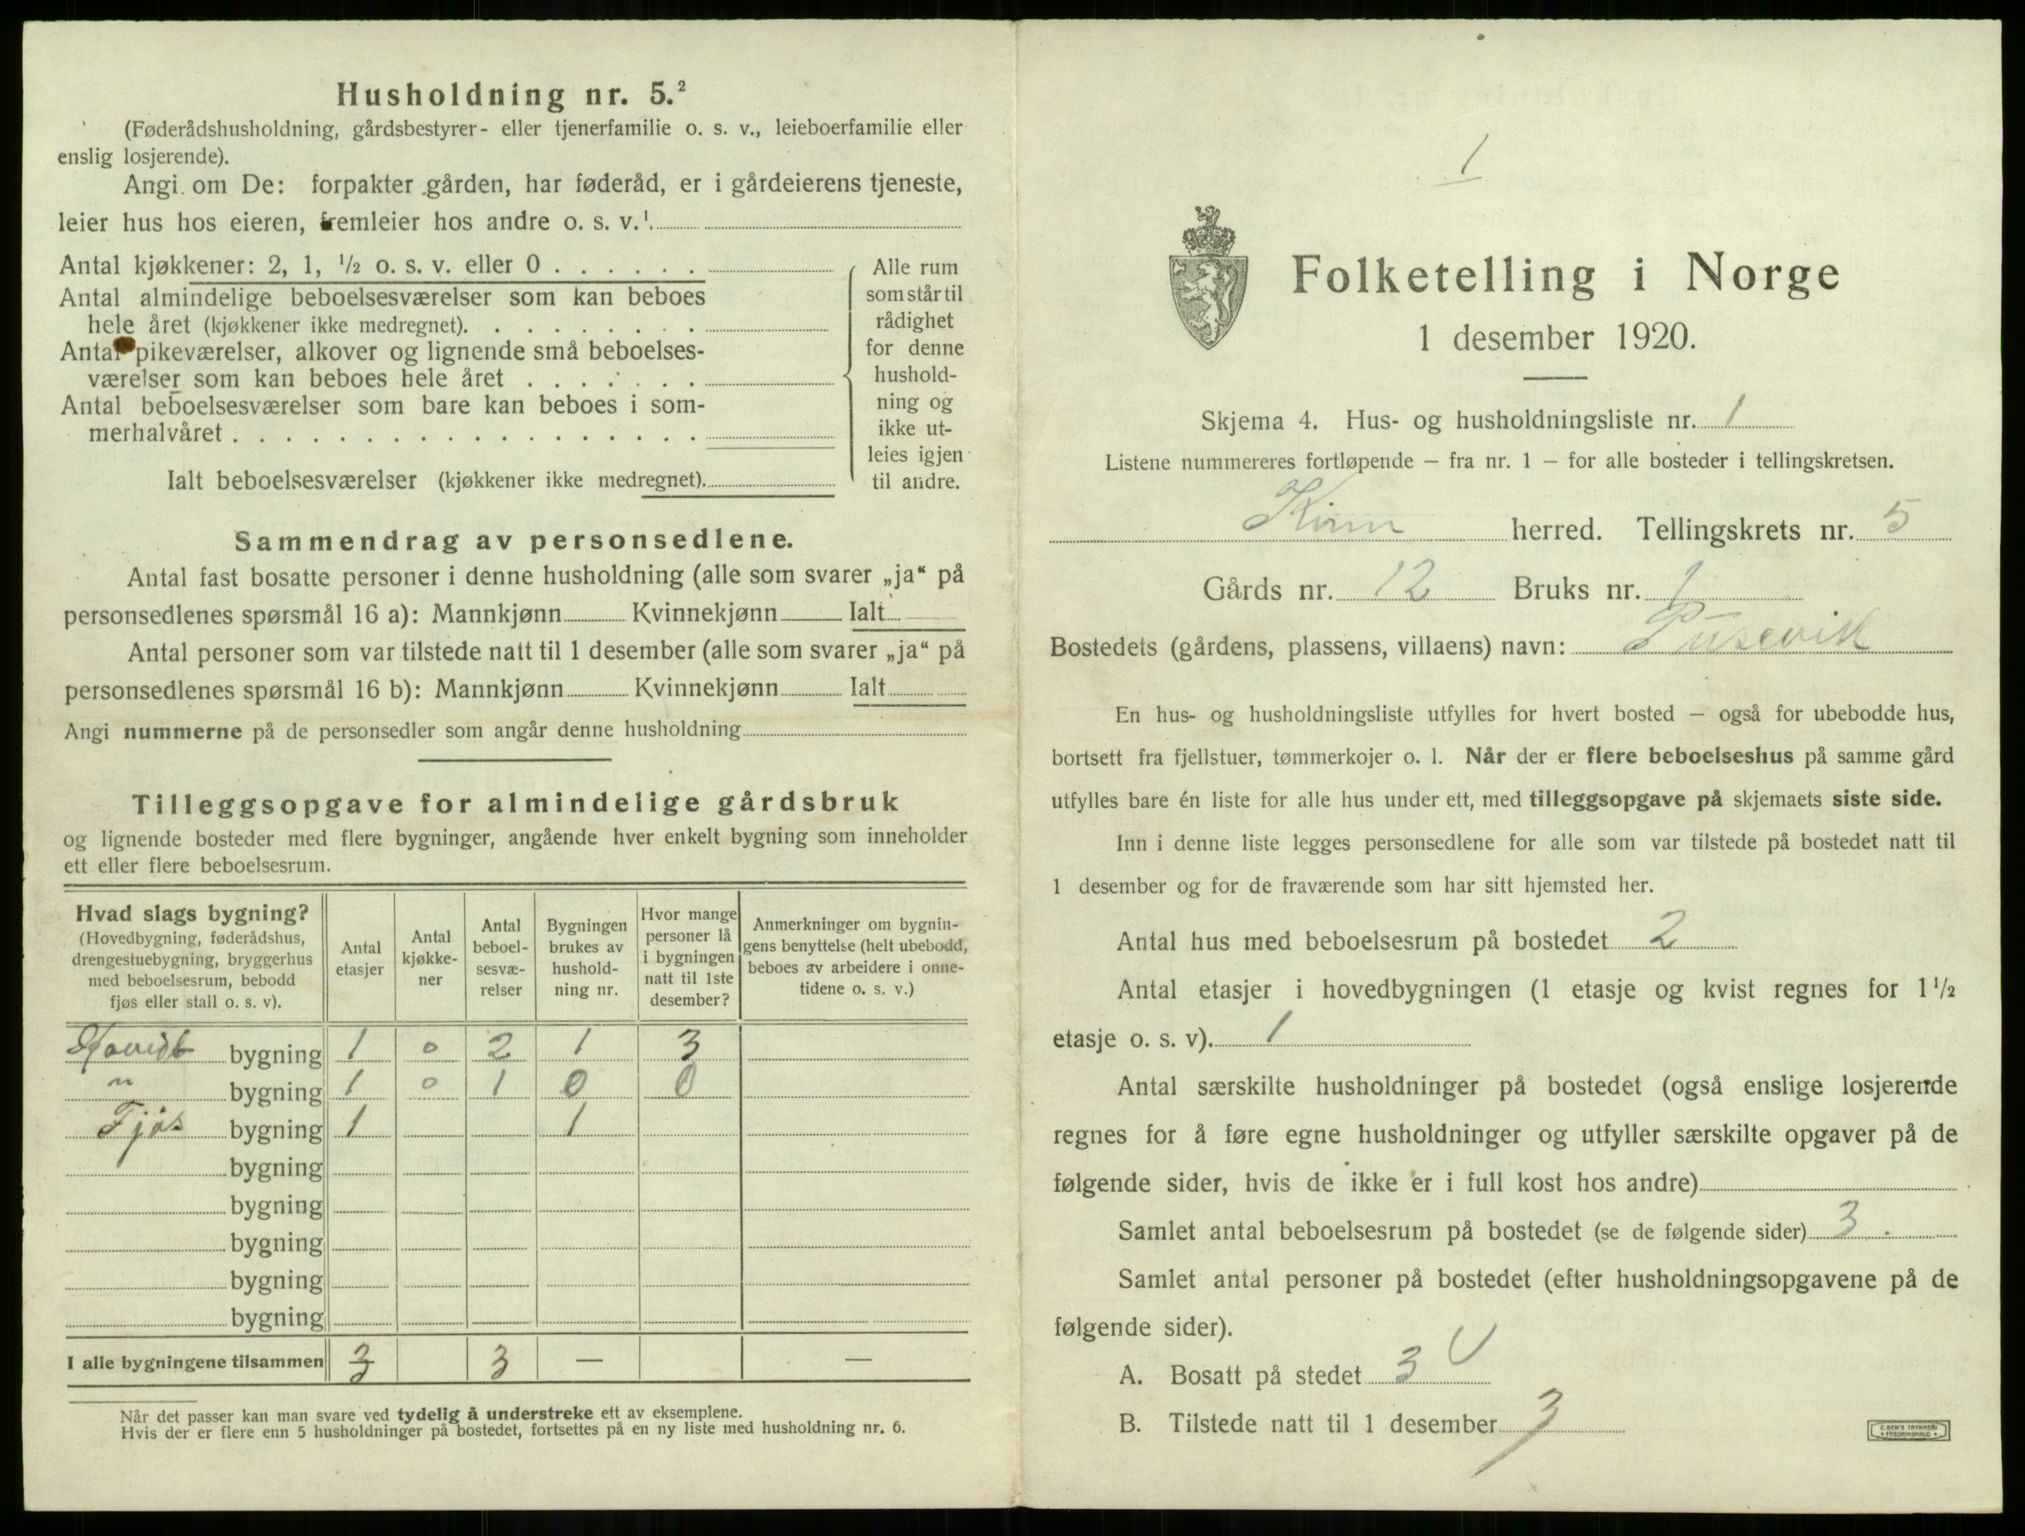 Husholdning nr. 5.²
(Føderådshusholdning, gårdsbestyrer- eller tjenerfamilie o. s. v., leieboerfamilie eller
enslig losjerende).
Angi om De: forpakter gården, har føderåd, er i gårdeierens tjeneste,
leier hus hos eieren, fremleier hos andre o. s. v.¹
Antal kjøkkener: 2, 1, ½ o. s. v. eller 0
Antal almindelige beboelsesværelser som kan beboes
hele året (kjøkkener ikke medregnet).
Antal pikeværelser, alkover og lignende små beboelses-
værelser som kan beboes hele året
Antal beboelsesværelser som bare kan beboes i som-
merhalvåret
Ialt beboelsesværelser (kjøkkener ikke medregnet).
Alle rum
som står til
rådighet
for denne
hushold-
ning og
ikke ut-
leies igjen
til andre.
Sammendrag av personsedlene.
Antal fast bosatte personer i denne husholdning (alle som svarer „ja“ på
personsedlenes spørsmål 16 a): Mannkjønn Kvinnekjønn Ialt
Antal personer som var tilstede natt til 1 desember (alle som svarer „ja“ på
personsedlenes spørsmål 16 b): Mannkjønn Kvinnekjønn Ialt
Angi nummerne på de personsedler som angår denne husholdning
Tilleggsopgave for almindelige gårdsbruk
og lignende bosteder med flere bygninger, angående hver enkelt bygning som inneholder
ett eller flere beboelsesrum.
Hvad slags bygning?
(Hovedbygning, føderådshus,
drengestuebygning, bryggerhus
med beboelsesrum, bebodd
fjøs eller stall o. s. v).
Antal
etasjer
Antal
kjøkke-
ner
Antal
beboel-
sesvæ-
relser
Bygningen
brukes av
hushold-
ning nr.
Hvor mange
personer lå
i bygningen
natt til 1ste
desember?
Anmerkninger om bygnin-
gens benyttelse (helt ubebodd,
beboes av arbeidere i onne-
tidene o. s. v.)
bygning 1 0 2 1 3
" bygning 1 0 1 0 0
Fjøs bygning 1 1
bygning
bygning
bygning
bygning
bygning
I alle bygningene tilsammen 3 3 — —
Når det passer kan man svare ved tydelig å understreke ett av eksemplene.
Hvis der er flere enn 5 husholdninger på bostedet, fortsettes på en ny liste med husholdning nr. 6.
1
Folketelling i Norge
1 desember 1920.
Skjema 4. Hus- og husholdningsliste nr. 1
Listene nummereres fortløpende – fra nr. 1 – for alle bosteder i tellingskretsen.
Kinn herred. Tellingskrets nr. 5
Gårds nr. 12 Bruks nr. 1
Bostedets (gårdens, plassens, villaens) navn:
En hus- og husholdningsliste utfylles for hvert bosted – også for ubebodde hus,
bortsett fra fjellstuer, tømmerkojer o. l. Når der er flere beboelseshus på samme gård
utfylles bare én liste for alle hus under ett, med tilleggsopgave på skjemaets siste side.
Inn i denne liste legges personsedlene for alle som var tilstede på bostedet natt til
1 desember og for de fraværende som har sitt hjemsted her.
Antal hus med beboelsesrum på bostedet 2
Antal etasjer i hovedbygningen (1 etasje og kvist regnes for 1½
etasje o. s. v). 1
Antal særskilte husholdninger på bostedet (også enslige losjerende
regnes for å føre egne husholdninger og utfyller særskilte opgaver på de
følgende sider, hvis de ikke er i full kost hos andre)
Samlet antal beboelsesrum på bostedet (se de følgende sider) 3
Samlet antal personer på bostedet (efter husholdningsopgavene på de
følgende sider).
A. Bosatt på stedet 3
B. Tilstede natt til 1 desember 3